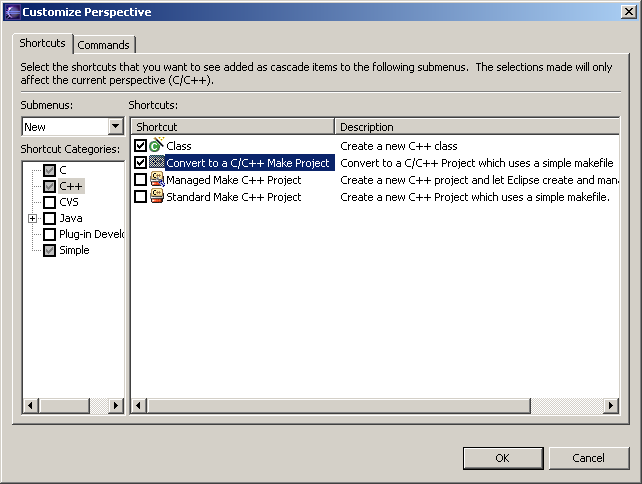 Customize Perspective
Shortcuts Commands
Select the shortcuts that you want to see added as cascade items to the following submenus. The selections made will only
affect the current perspective (C/C++).
Submenus: Shortcuts:
New
Shortcut Description
Shortcut Categories:
Class Create a new C++ class
Convert to a C/C++ Make Project Convert to a C/C++ Project which uses a simple makefile
Managed Make C++ Project Create a new C++ project and let Eclipse create and mana
Standard Make C++ Project Create a new C++ Project which uses a simple makefile.
C
C++
CVS
Java
Plug-in Develo
Simple
OK Cancel